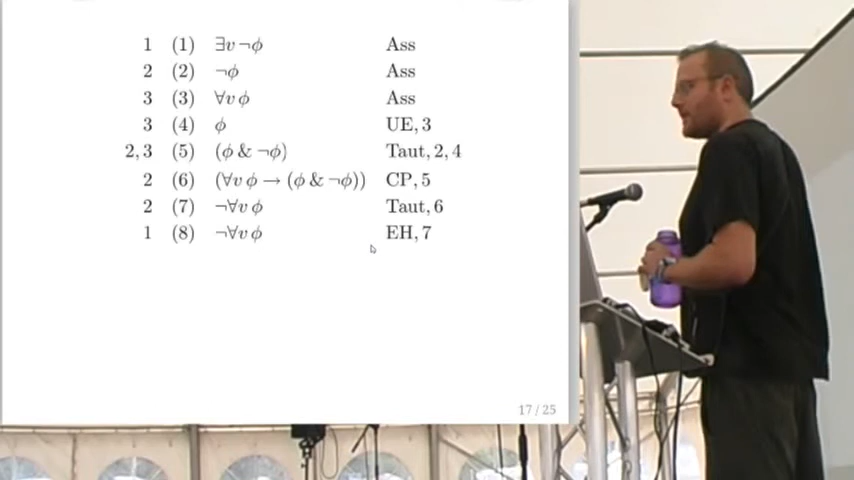 1 (1) ∃v ¬ϕ Ass
2 (2) ¬ϕ Ass
3 (3) ∀v ϕ Ass
3 (4) ϕ UE, 3
2, 3 (5) (ϕ & ¬ϕ) Taut, 2, 4
2 (6) (∀v ϕ → (ϕ & ¬ϕ)) CP, 5
2 (7) ¬∀v ϕ Taut, 6
1 (8) ¬∀v ϕ EH, 7
17 / 25